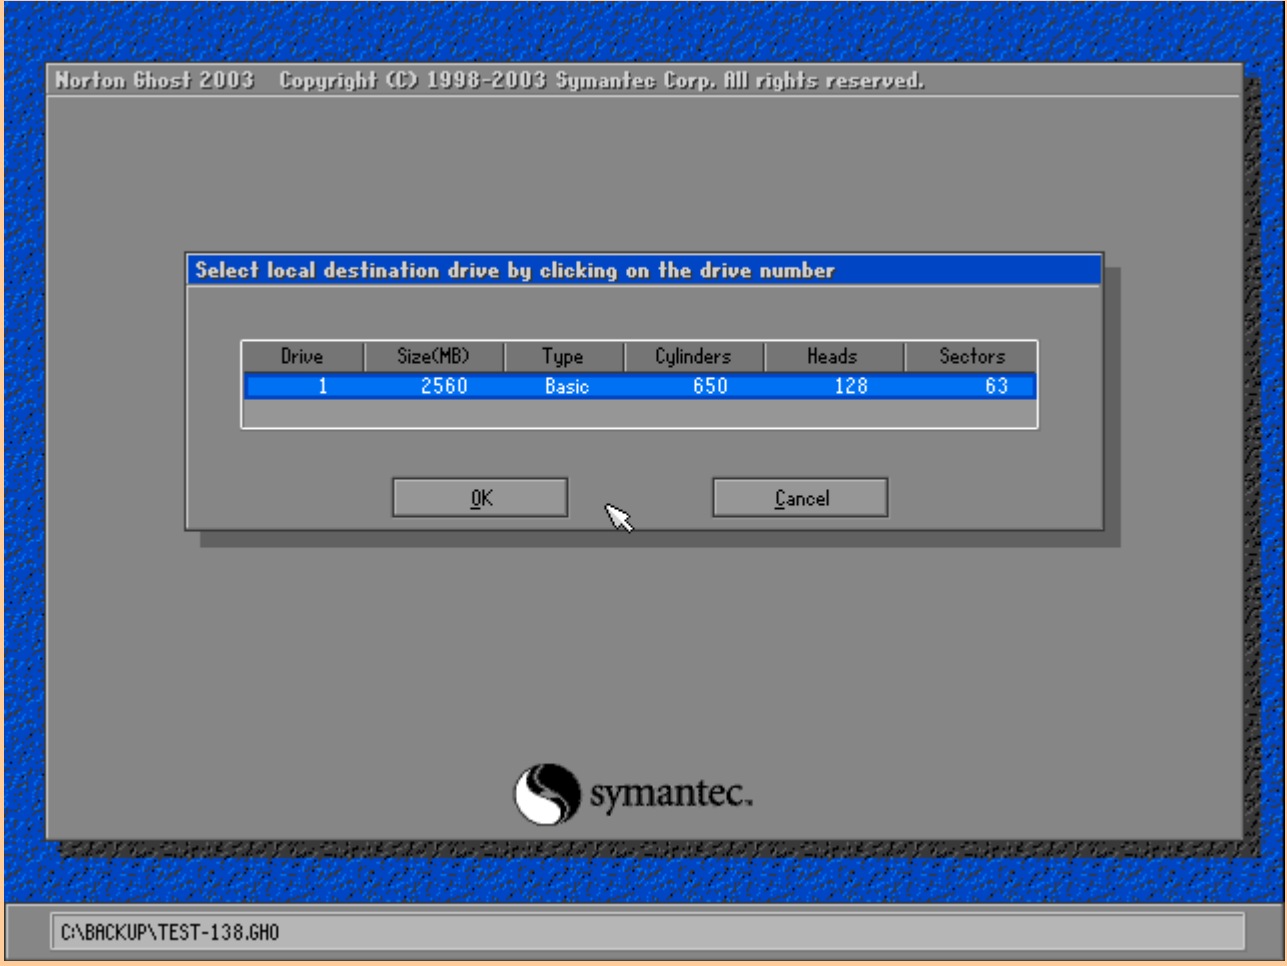 Norton Ghost 2003 Copyright (C) 1998-2003 Symantec Corp. All rights reserved.
Select local destination drive by clicking on the drive number
Drive Size(MB) Type Cylinders Heads Sectors
1 2560 Basic 650 128 63
OK Cancel
symantec™
C:\BACKUP\TEST-138.GHO